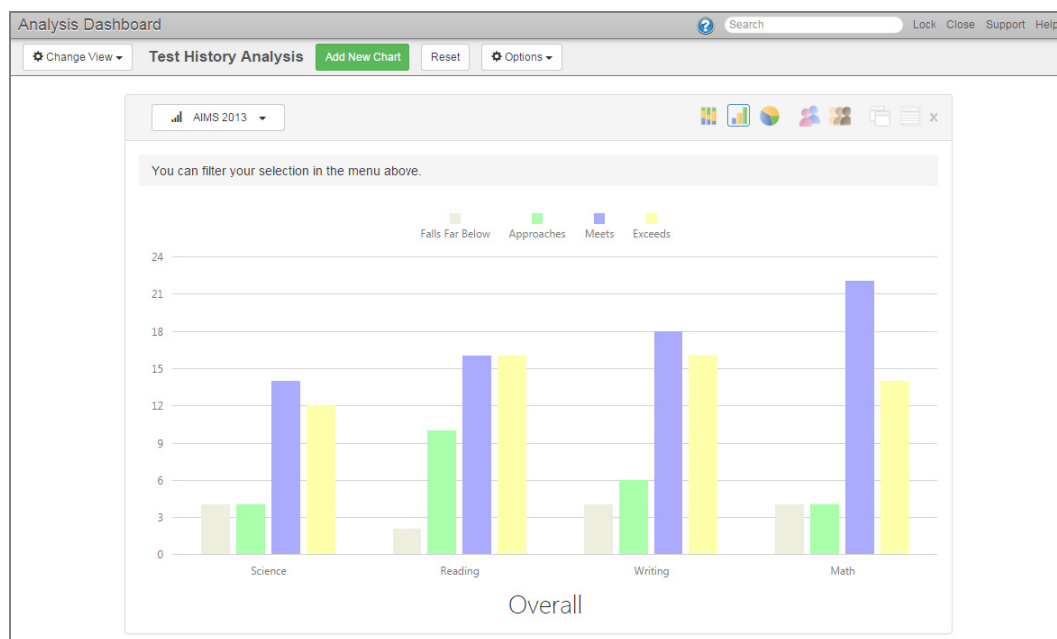 Analysis Dashboard
Search
Lock Close Support Help
Change View
Test History Analysis
Add New Chart
Reset
Options
AIMS 2013
You can filter your selection in the menu above.
Falls Far Below Approaches Meets Exceeds
24
21
18
15
12
9
6
3
0
Science Reading Writing Math
Overall